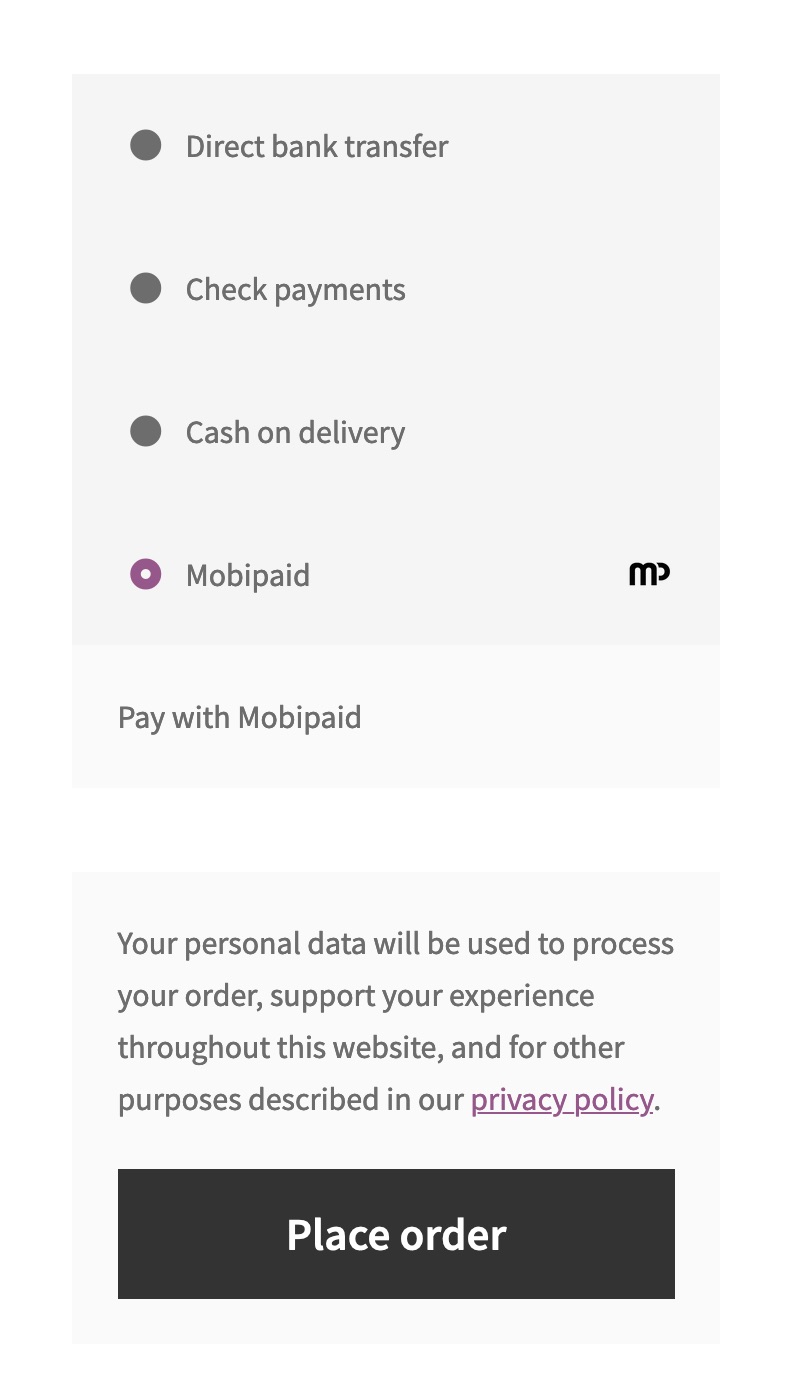 Direct bank transfer
Check payments
Cash on delivery
Mobipaid mp
Pay with Mobipaid
Your personal data will be used to process
your order, support your experience
throughout this website, and for other
purposes described in our privacy policy.
Place order